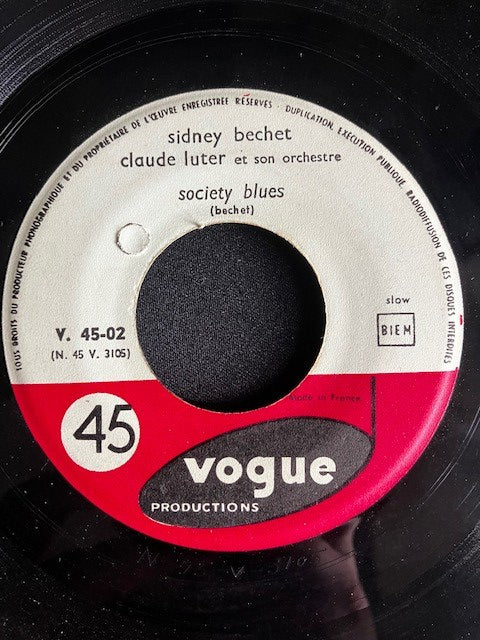 TOUS DROITS DU PRODUCTEUR PHONOGRAPHIQUE ET DU PROPRIÉTAIRE DE L'ŒUVRE ENREGISTREE RÉSERVÉS - DUPLICATION, EXECUTION PUBLIQUE, RADIODIFFUSION DE CES DISQUES INTERDITES
sidney bechet
claude luter et son orchestre
society blues
(bechet)
slow
V. 45-02
BIEM
(N. 45 V. 3105)
made in France
45
vogue
PRODUCTIONS